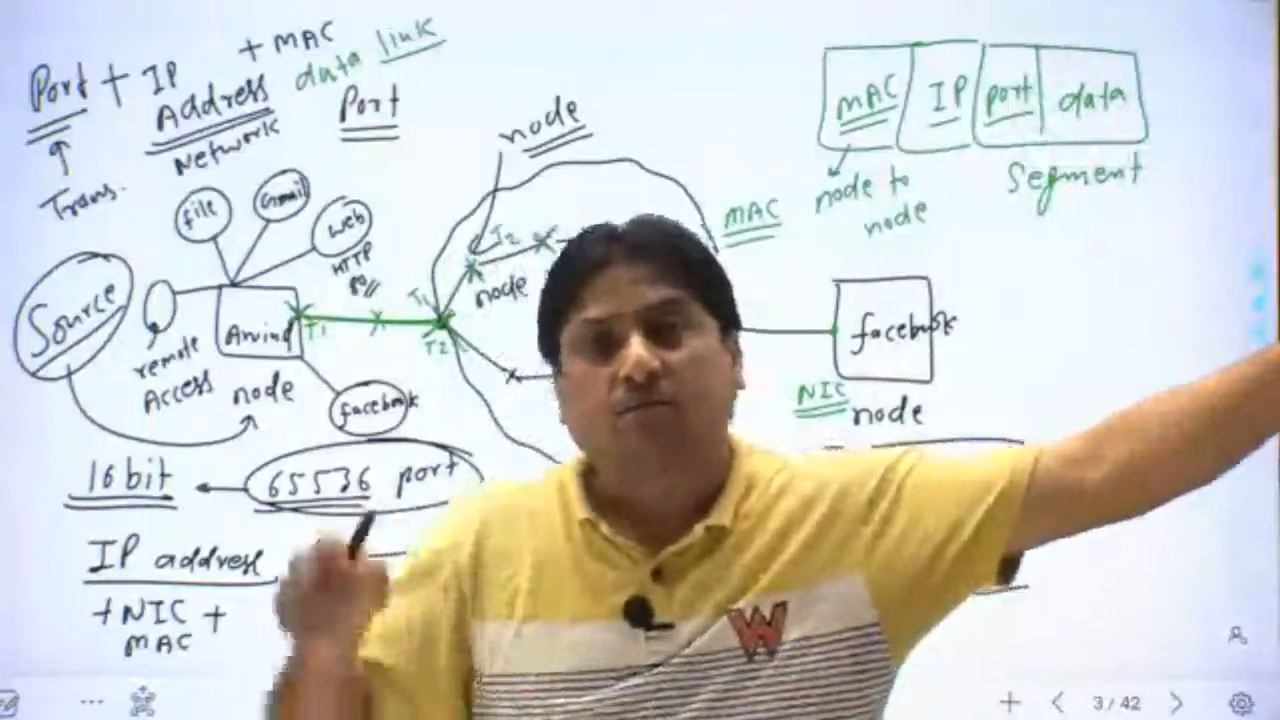 Port + IP Address + MAC
data link
Network
Trans.
Port
node
MAC IP port data
Segment
node to node
MAC
file
Gmail
Web
HTTP
80
Source
Arvind
T1
T1
T2
T2
node
remote Access
node
facebook
facebook
NIC
node
16 bit
65536 port
IP address
+ NIC +
MAC
W
3 / 42